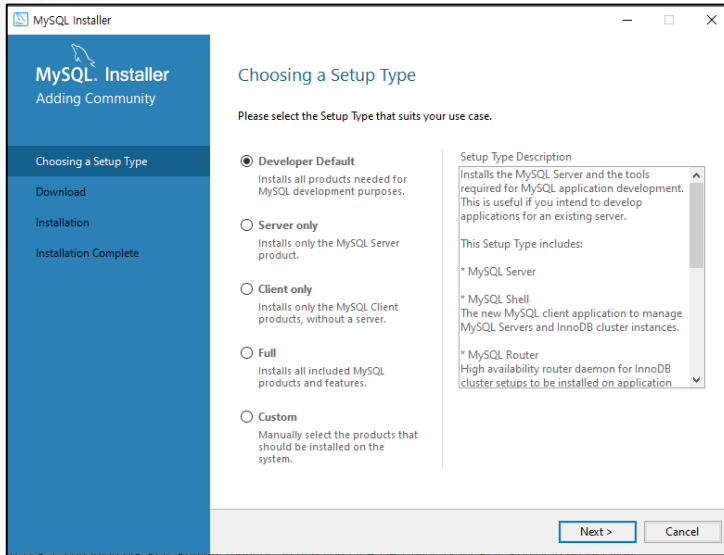 MySQL Installer
MySQL. Installer
Adding Community
Choosing a Setup Type
Download
Installation
Installation Complete
Choosing a Setup Type
Please select the Setup Type that suits your use case.
Developer Default
Installs all products needed for
MySQL development purposes.
Server only
Installs only the MySQL Server
product.
Client only
Installs only the MySQL Client
products, without a server.
Full
Installs all included MySQL
products and features.
Custom
Manually select the products that
should be installed on the
system.
Setup Type Description
Installs the MySQL Server and the tools
required for MySQL application development.
This is useful if you intend to develop
applications for an existing server.
This Setup Type includes:
* MySQL Server
* MySQL Shell
The new MySQL client application to manage
MySQL Servers and InnoDB cluster instances.
* MySQL Router
High availability router daemon for InnoDB
cluster setups to be installed on application
Next >
Cancel